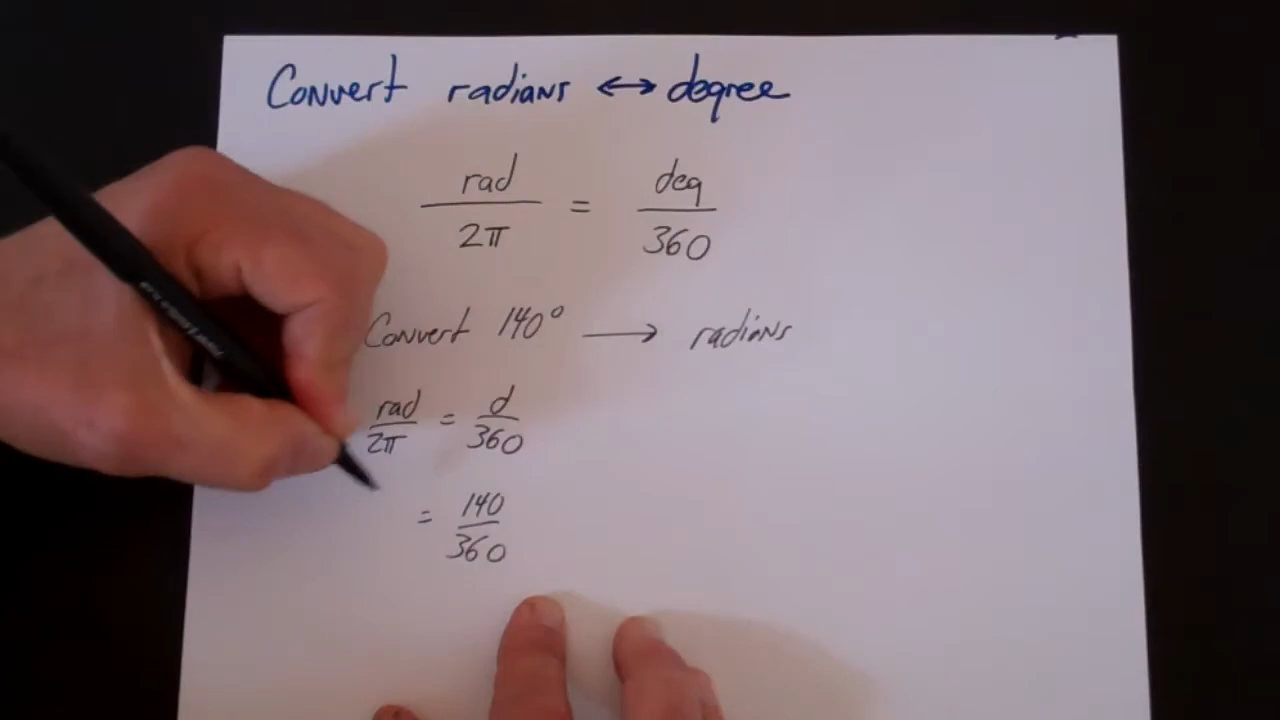 Convert radians ↔ degree
rad/2π = deg/360
Convert 140° → radians
rad/2π = d/360
= 140/360